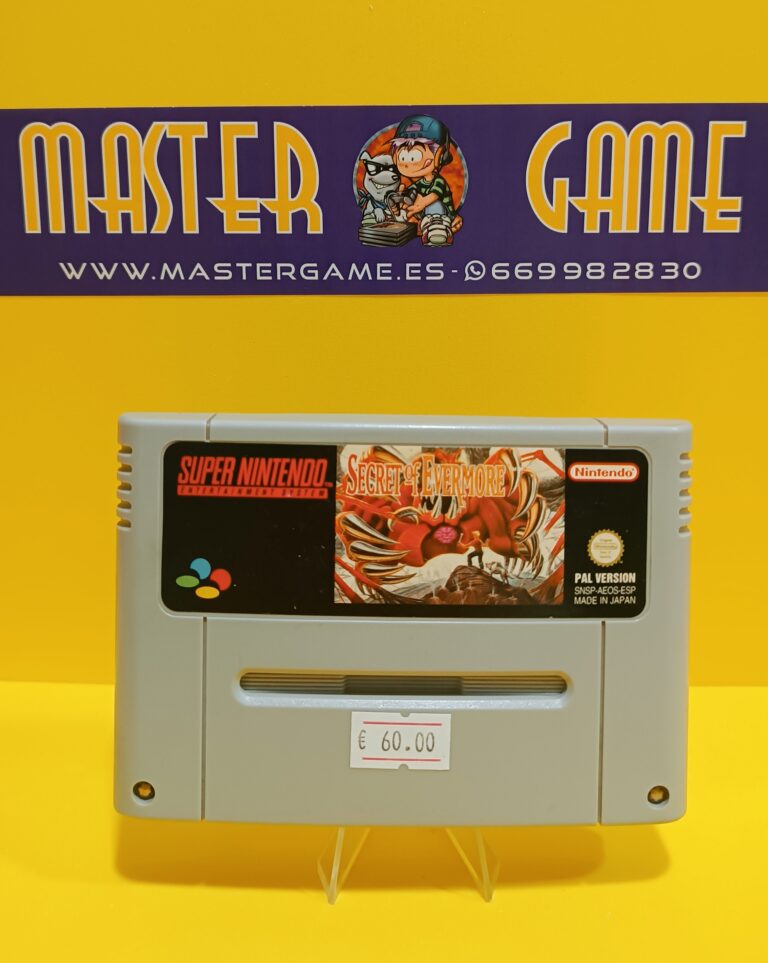 MASTER GAME
WWW.MASTERGAME.ES - 669982830
SUPER NINTENDO
ENTERTAINMENT SYSTEM
SECRET of EVERMORE
Nintendo
PAL VERSION
SNSP-AEOS-ESP
MADE IN JAPAN
€ 60.00